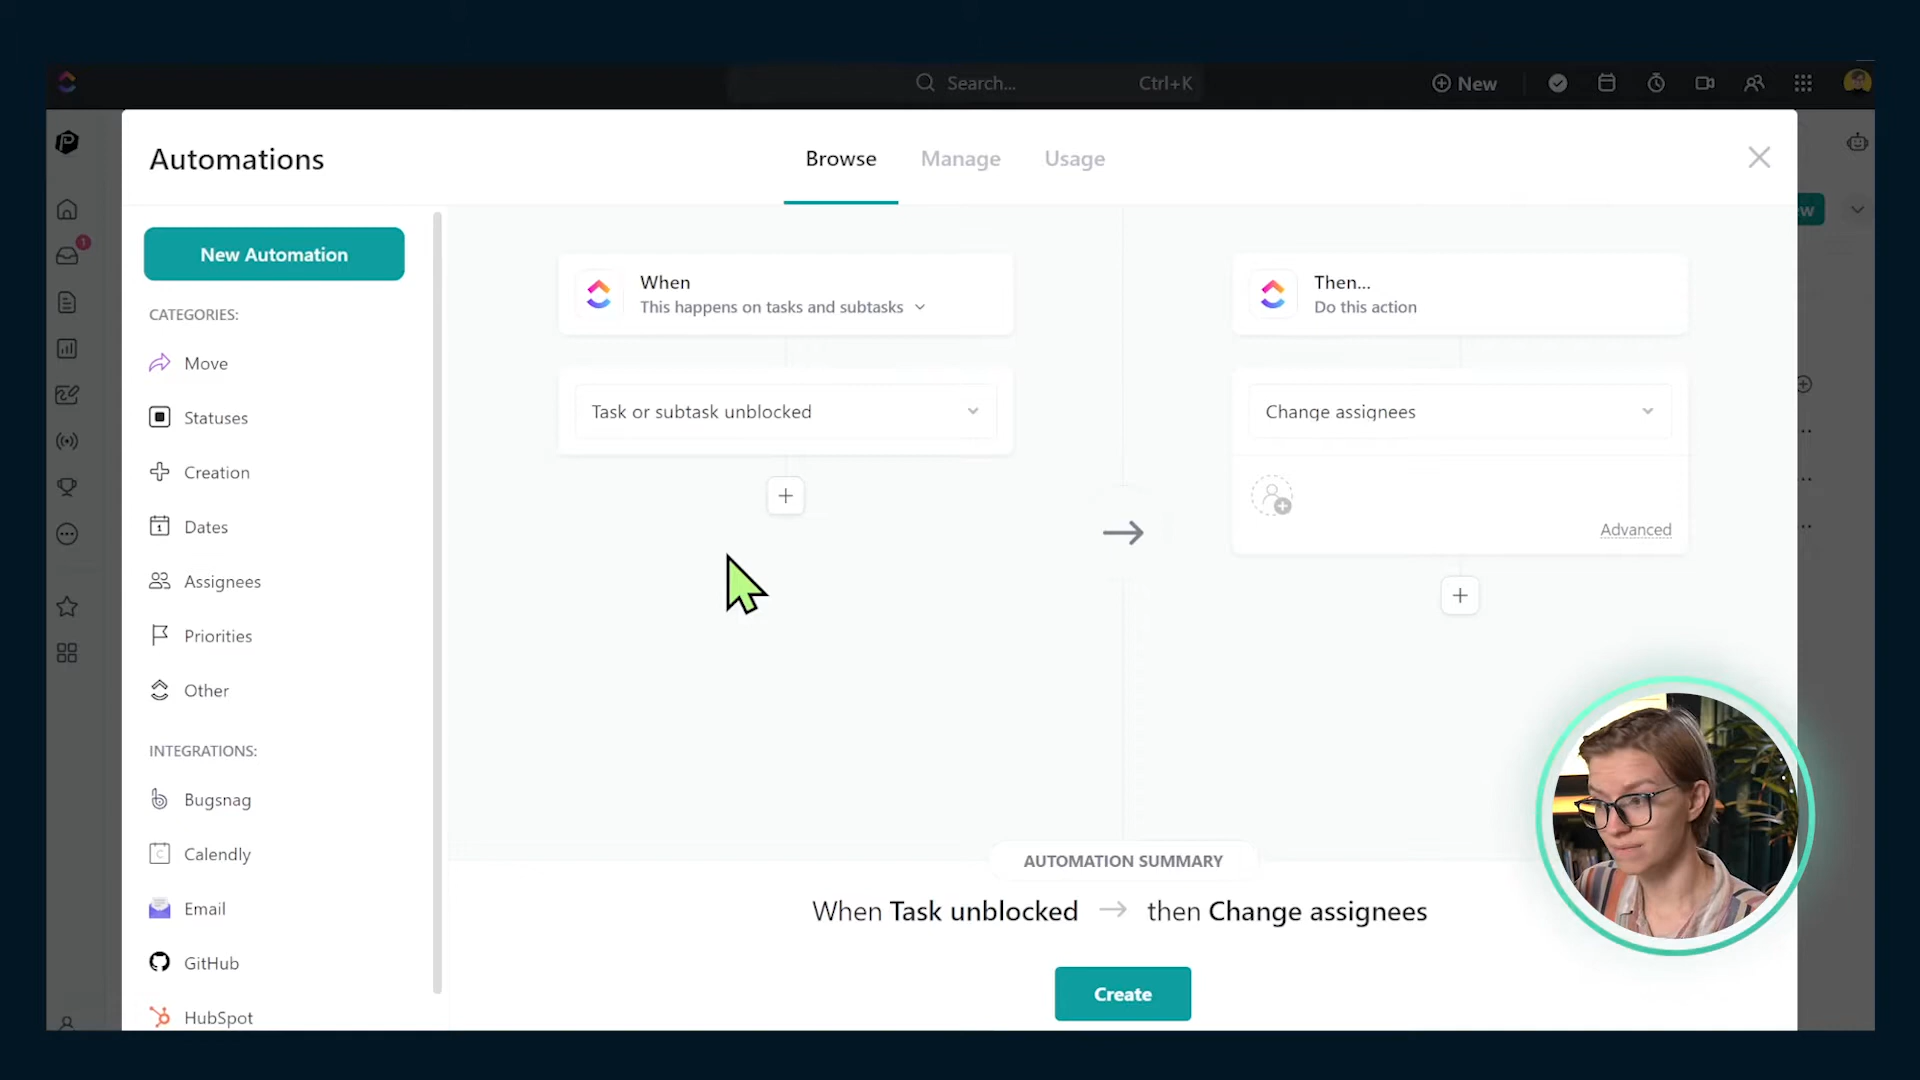 Search...
Ctrl+K
New
Automations
Browse
Manage
Usage
1
New Automation
CATEGORIES:
Move
Statuses
Creation
Dates
Assignees
Priorities
Other
INTEGRATIONS:
Bugsnag
Calendly
Email
GitHub
HubSpot
When
This happens on tasks and subtasks
Task or subtask unblocked
Then...
Do this action
Change assignees
Advanced
AUTOMATION SUMMARY
When Task unblocked → then Change assignees
Create